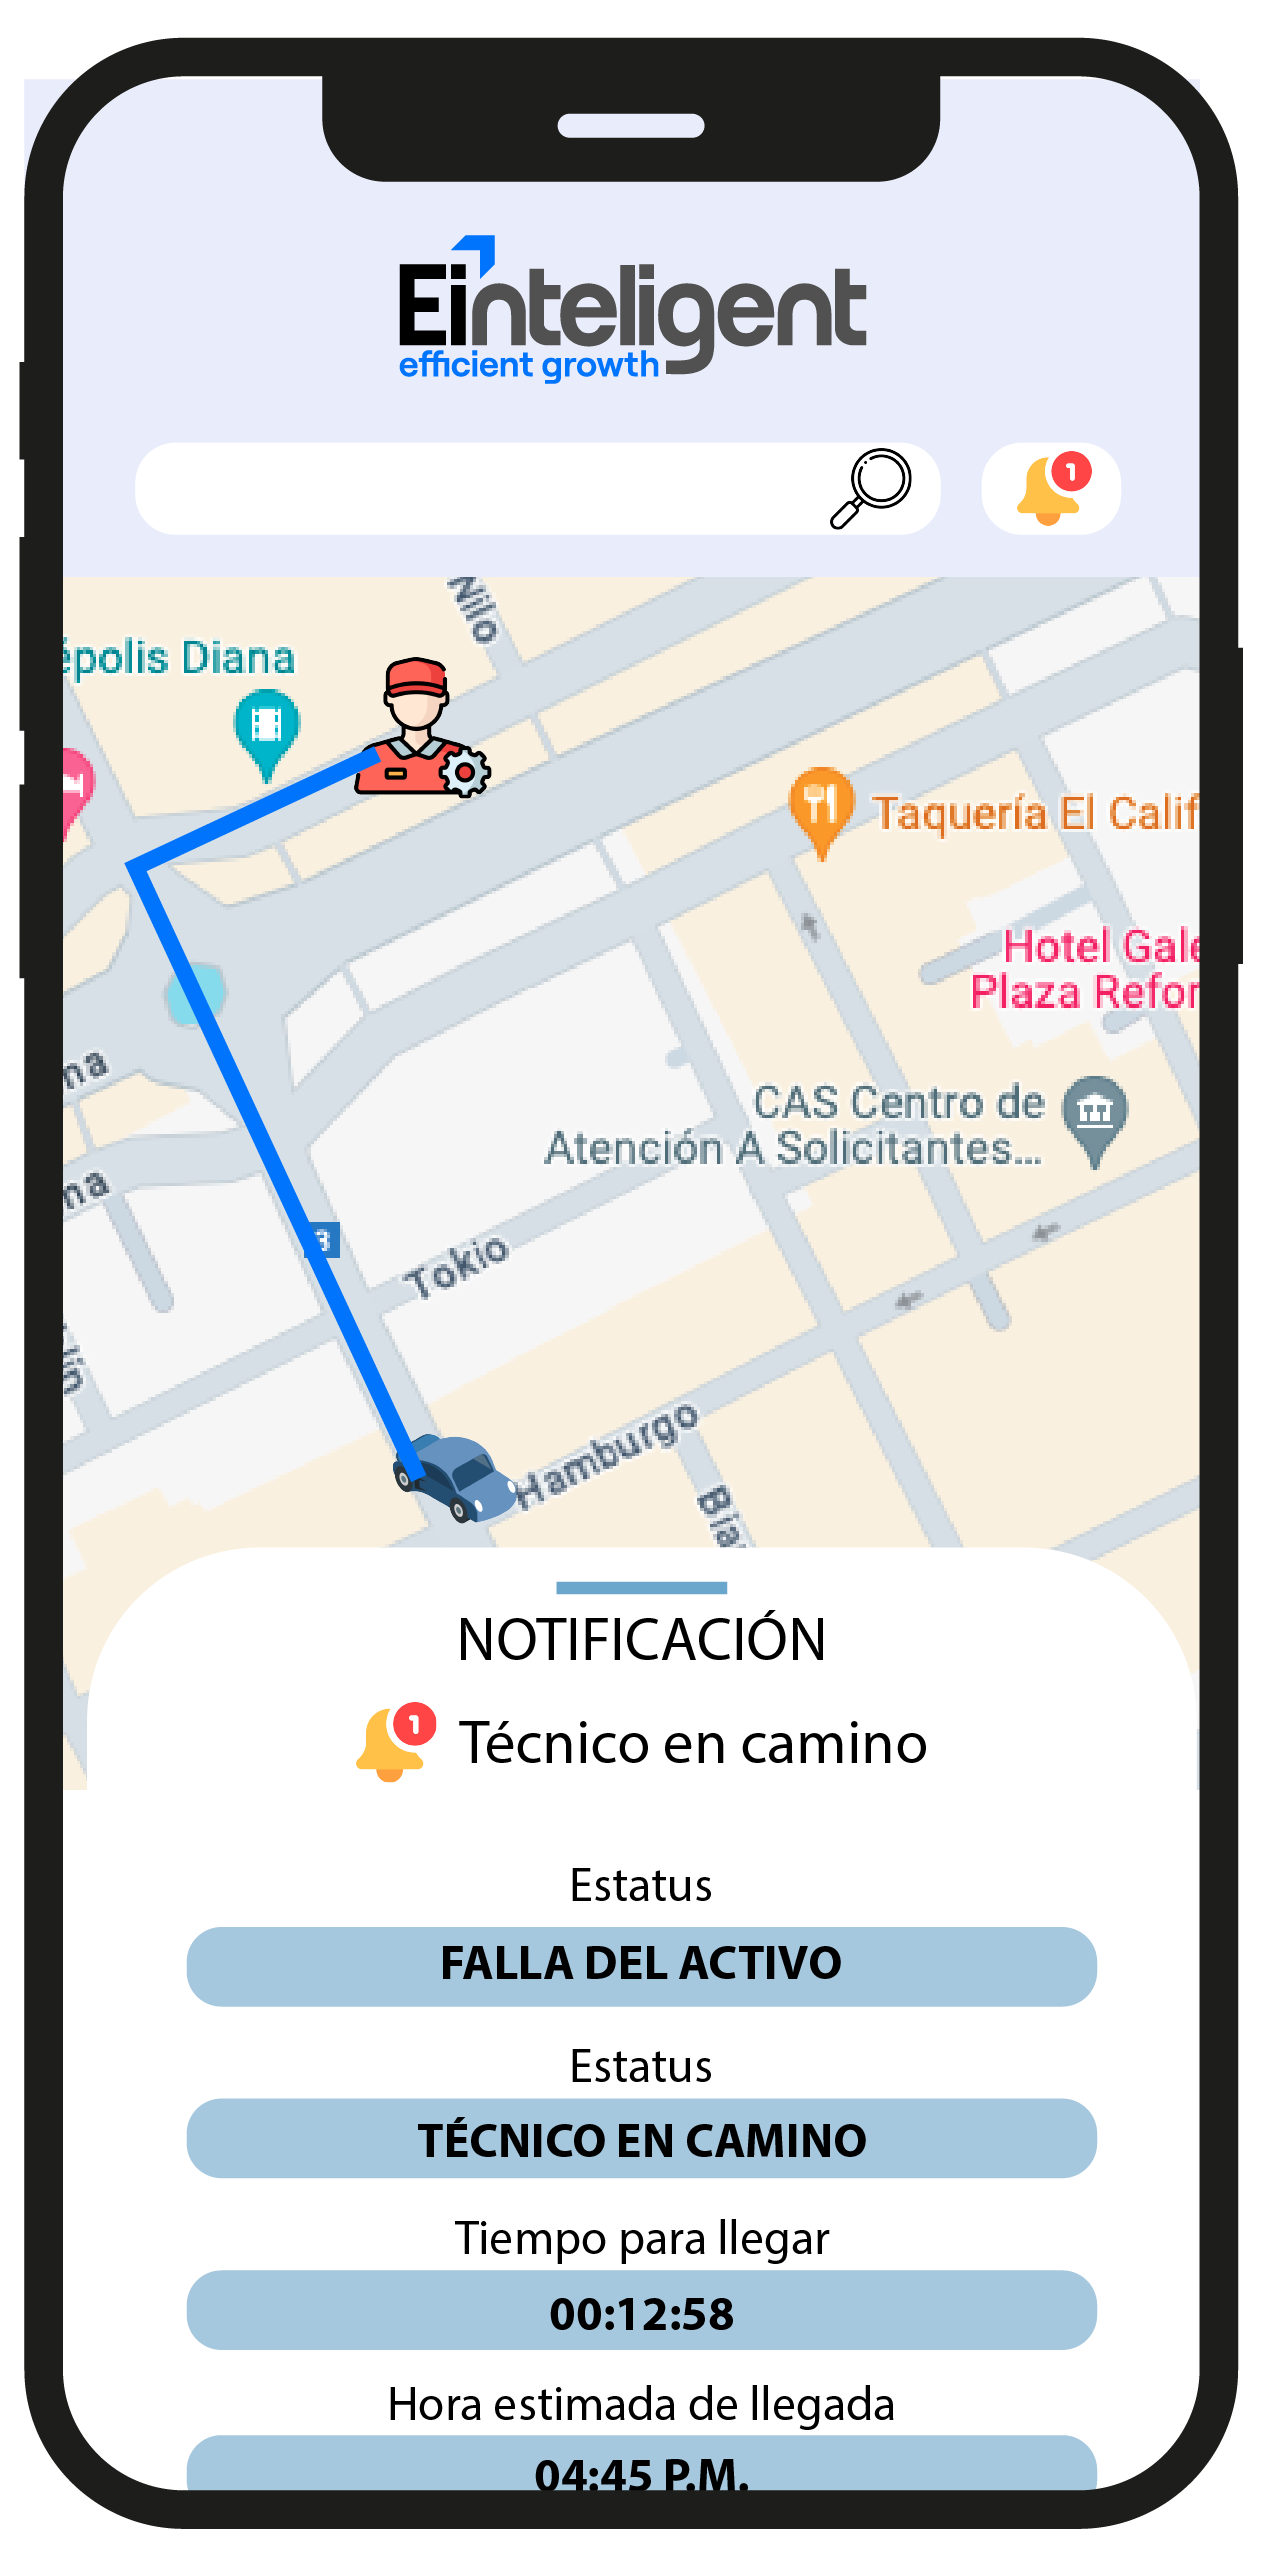 Einteligent
efficient growth
1
Nilo
épolis Diana
Taquería El Calif
Hotel Gale
Plaza Refor
na
CAS Centro de
Atención A Solicitantes...
na
Tokio
Hamburgo
NOTIFICACIÓN
1
Técnico en camino
Estatus
FALLA DEL ACTIVO
Estatus
TÉCNICO EN CAMINO
Tiempo para llegar
00:12:58
Hora estimada de llegada
04:45 P.M.